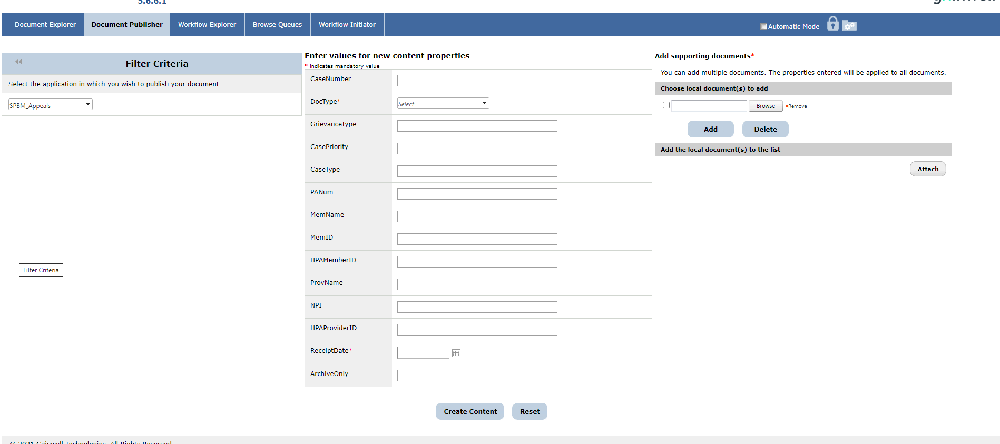 5.6.6.1
Document Explorer
Document Publisher
Workflow Explorer
Browse Queues
Workflow Initiator
Automatic Mode
Filter Criteria
Select the application in which you wish to publish your document
SPBM_Appeals
Filter Criteria
Enter values for new content properties
* indicates mandatory value
CaseNumber
DocType*
Select
GrievanceType
CasePriority
CaseType
PANum
MemName
MemID
HPAMemberID
ProvName
NPI
HPAProviderID
ReceiptDate*
ArchiveOnly
Create Content
Reset
Add supporting documents*
You can add multiple documents. The properties entered will be applied to all documents.
Choose local document(s) to add
Browse
×Remove
Add
Delete
Add the local document(s) to the list
Attach
© 2021 Gainwell Technologies. All Rights Reserved